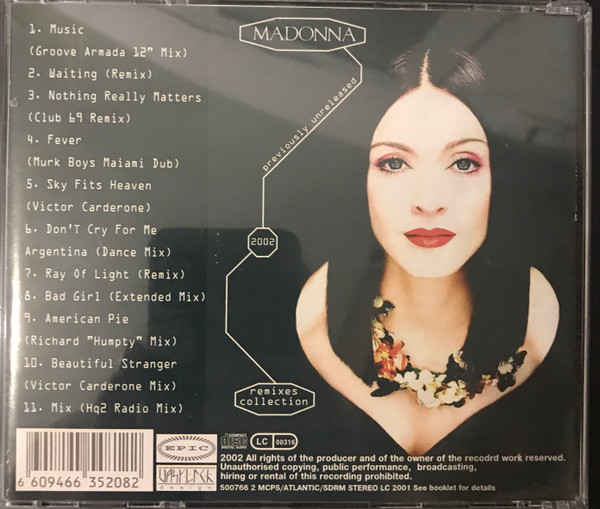 MADONNA
previously unreleased
2002
remixes
collection
1. Music
(Groove Armada 12" Mix)
2. Waiting (Remix)
3. Nothing Really Matters
(Club 69 Remix)
4. Fever
(Murk Boys Maiami Dub)
5. Sky Fits Heaven
(Victor Carderone)
6. Don'T Cry For Me
Argentina (Dance Mix)
7. Ray Of Light (Remix)
8. Bad Girl (Extended Mix)
9. American Pie
(Richard "Humpty" Mix)
10. Beautiful Stranger
(Victor Carderone Mix)
11. Mix (Hq2 Radio Mix)
6 609466 352082
EPIC
design
COMPACT
disc
DIGITAL AUDIO
LC 00316
2002 All rights of the producer and of the owner of the recodrd work reserved.
Unauthorised copying, public performance, broadcasting,
hiring or rental of this recording prohibited.
500766 2 MCPS/ATLANTIC/SDRM STEREO LC 2001 See booklet for details